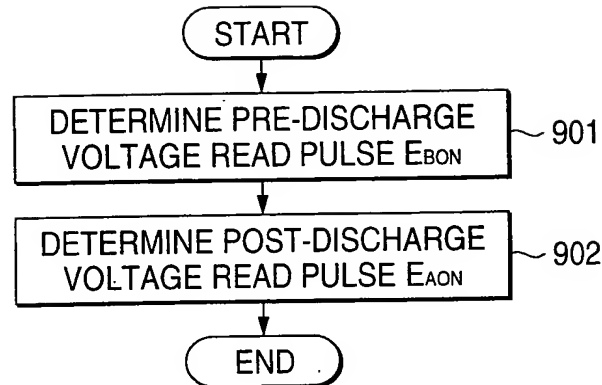 START
DETERMINE PRE-DISCHARGE
VOLTAGE READ PULSE EBON
901
DETERMINE POST-DISCHARGE
VOLTAGE READ PULSE EAON
902
END